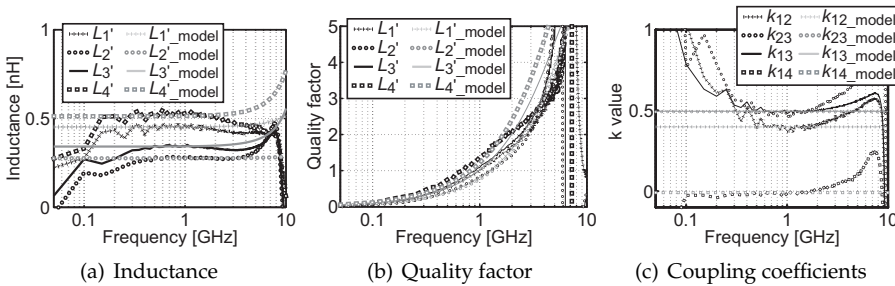 1
0.5
0
Inductance [nH]
L1' L1'_model
L2' L2'_model
L3' L3'_model
L4' L4'_model
0.1 1 10
Frequency [GHz]
(a) Inductance
5
4
3
2
1
0
Quality factor
L1' L1'_model
L2' L2'_model
L3' L3'_model
L4' L4'_model
0.1 1 10
Frequency [GHz]
(b) Quality factor
1
0.5
0
k value
k12 k12_model
k23 k23_model
k13 k13_model
k14 k14_model
0.1 1 10
Frequency [GHz]
(c) Coupling coefficients